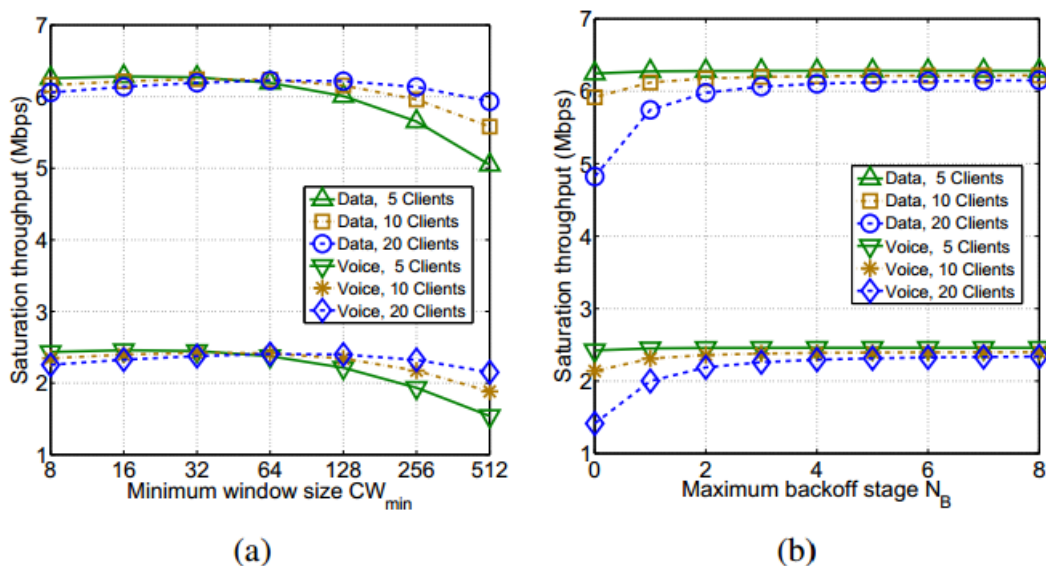 7
6
5
4
3
2
1
Saturation throughput (Mbps)
Data, 5 Clients
Data, 10 Clients
Data, 20 Clients
Voice, 5 Clients
Voice, 10 Clients
Voice, 20 Clients
8 16 32 64 128 256 512
Minimum window size CWmin
(a)
7
6
5
4
3
2
1
Saturation throughput (Mbps)
Data, 5 Clients
Data, 10 Clients
Data, 20 Clients
Voice, 5 Clients
Voice, 10 Clients
Voice, 20 Clients
0 2 4 6 8
Maximum backoff stage NB
(b)